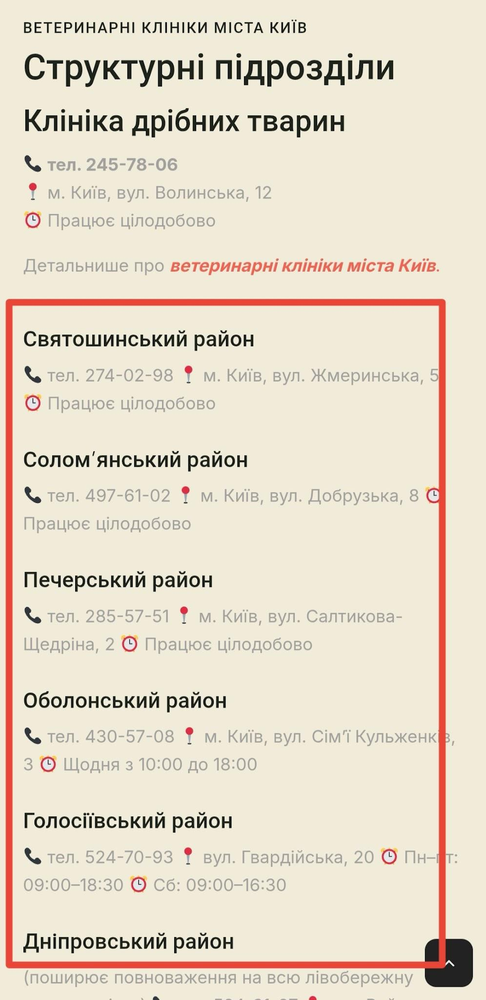 ВЕТЕРИНАРНІ КЛІНІКИ МІСТА КИЇВ
Структурні підрозділи
Клініка дрібних тварин
📞 тел. 245-78-06
📍 м. Київ, вул. Волинська, 12
⏰ Працює цілодобово
Детальнише про ветеринарні клініки міста Київ.
Святошинський район
📞 тел. 274-02-98 📍 м. Київ, вул. Жмеринська, 5
⏰ Працює цілодобово
Солом′янський район
📞 тел. 497-61-02 📍 м. Київ, вул. Добрузька, 8 ⏰
Працює цілодобово
Печерський район
📞 тел. 285-57-51 📍 м. Київ, вул. Салтикова-
Щедріна, 2 ⏰ Працює цілодобово
Оболонський район
📞 тел. 430-57-08 📍 м. Київ, вул. Сім’ї Кульженків,
3 ⏰ Щодня з 10:00 до 18:00
Голосіївський район
📞 тел. 524-70-93 📍 вул. Гвардійська, 20 ⏰ Пн–пт:
09:00–18:30 ⏰ Сб: 09:00–16:30
Дніпровський район
(поширює повноваження на всю лівобережну